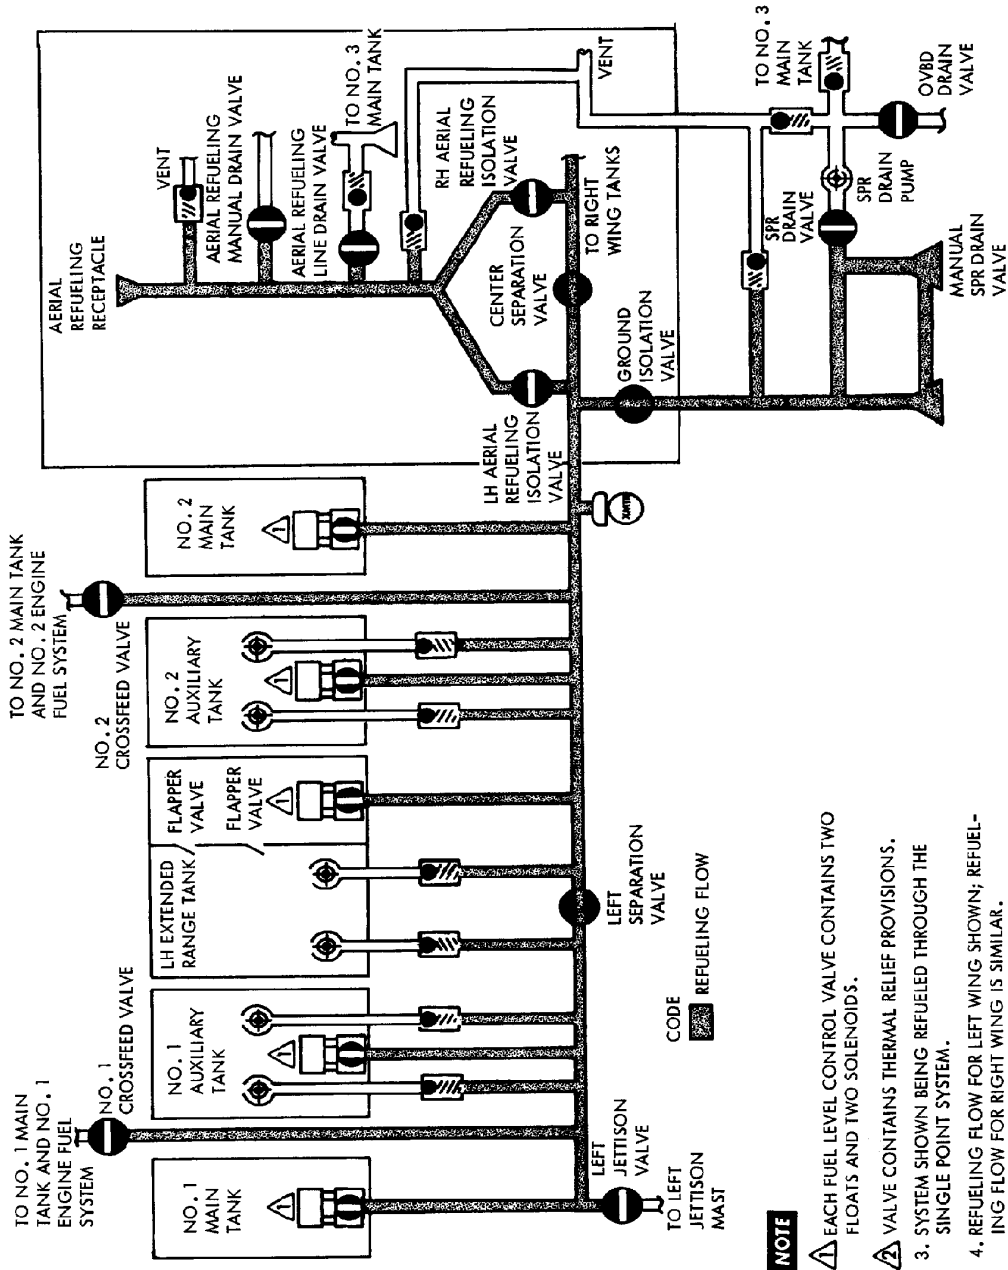 AERIAL
REFUELING
RECEPTACLE
VENT
AERIAL REFUELING
MANUAL DRAIN VALVE
AERIAL REFUELING
LINE DRAIN VALVE
TO NO. 3
MAIN TANK
RH AERIAL
REFUELING
ISOLATION
VALVE
VENT
CENTER
SEPARATION
VALVE
TO RIGHT
WING TANKS
LH AERIAL
REFUELING
ISOLATION
VALVE
GROUND
ISOLATION
VALVE
TO NO. 3
MAIN
TANK
SPR
DRAIN
VALVE
SPR
DRAIN
PUMP
OVBD
DRAIN
VALVE
MANUAL
SPR DRAIN
VALVE
XMTR
TO NO. 2 MAIN TANK
AND NO. 2 ENGINE
FUEL SYSTEM
NO. 2
CROSSFEED VALVE
NO. 2
MAIN
TANK
1
NO. 2
AUXILIARY
TANK
1
FLAPPER
VALVE
FLAPPER
VALVE
1
LH EXTENDED
RANGE TANK
TO NO. 1 MAIN
TANK AND NO. 1
ENGINE FUEL
SYSTEM
NO. 1
CROSSFEED VALVE
NO. 1
AUXILIARY
TANK
1
NO. 1
MAIN
TANK
1
LEFT
SEPARATION
VALVE
LEFT
JETTISON
VALVE
TO LEFT
JETTISON
MAST
CODE
REFUELING FLOW
NOTE
1 EACH FUEL LEVEL CONTROL VALVE CONTAINS TWO
FLOATS AND TWO SOLENOIDS.
2 VALVE CONTAINS THERMAL RELIEF PROVISIONS.
3. SYSTEM SHOWN BEING REFUELED THROUGH THE
SINGLE POINT SYSTEM.
4. REFUELING FLOW FOR LEFT WING SHOWN; REFUEL-
ING FLOW FOR RIGHT WING IS SIMILAR.